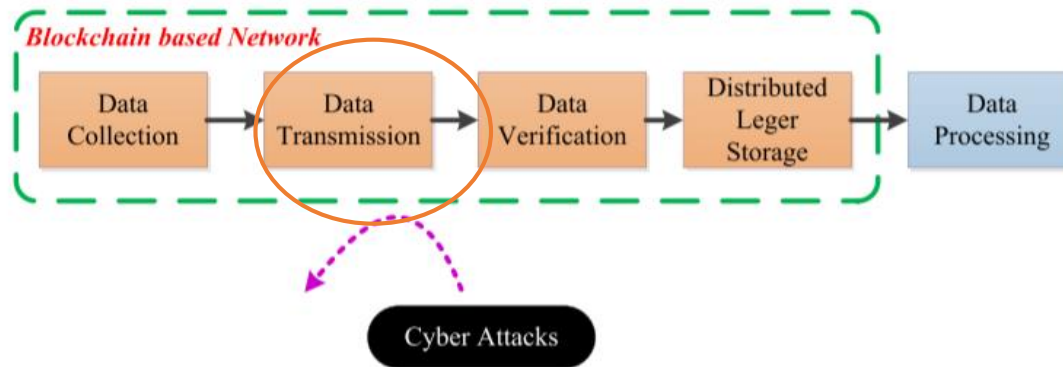 Blockchain based Network
Data
Collection
Data
Transmission
Data
Verification
Distributed
Leger
Storage
Data
Processing
Cyber Attacks